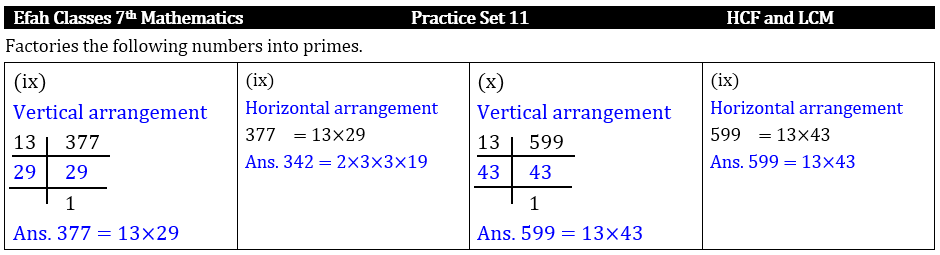 Efah Classes 7th Mathematics Practice Set 11 HCF and LCM
Factories the following numbers into primes.
(ix)
Vertical arrangement
13 377
29 29
1
Ans. 377 = 13×29
(ix)
Horizontal arrangement
377 = 13×29
Ans. 342 = 2×3×3×19
(x)
Vertical arrangement
13 599
43 43
1
Ans. 599 = 13×43
(ix)
Horizontal arrangement
599 = 13×43
Ans. 599 = 13×43